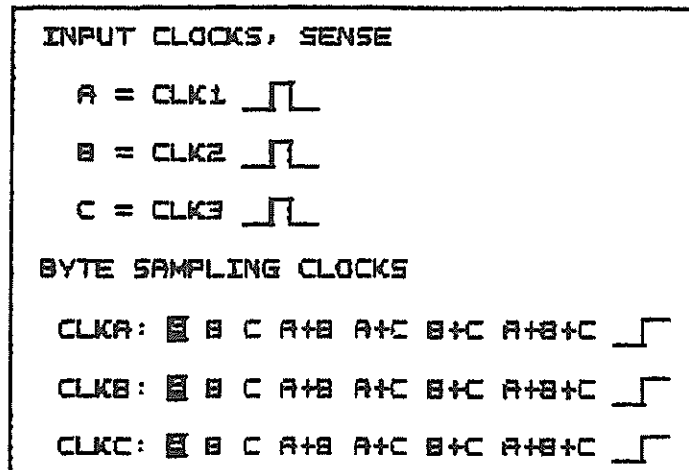 INPUT CLOCKS, SENSE
A = CLK1
B = CLK2
C = CLK3
BYTE SAMPLING CLOCKS
CLKA: A B C A+B A+C B+C A+B+C
CLKB: A B C A+B A+C B+C A+B+C
CLKC: A B C A+B A+C B+C A+B+C